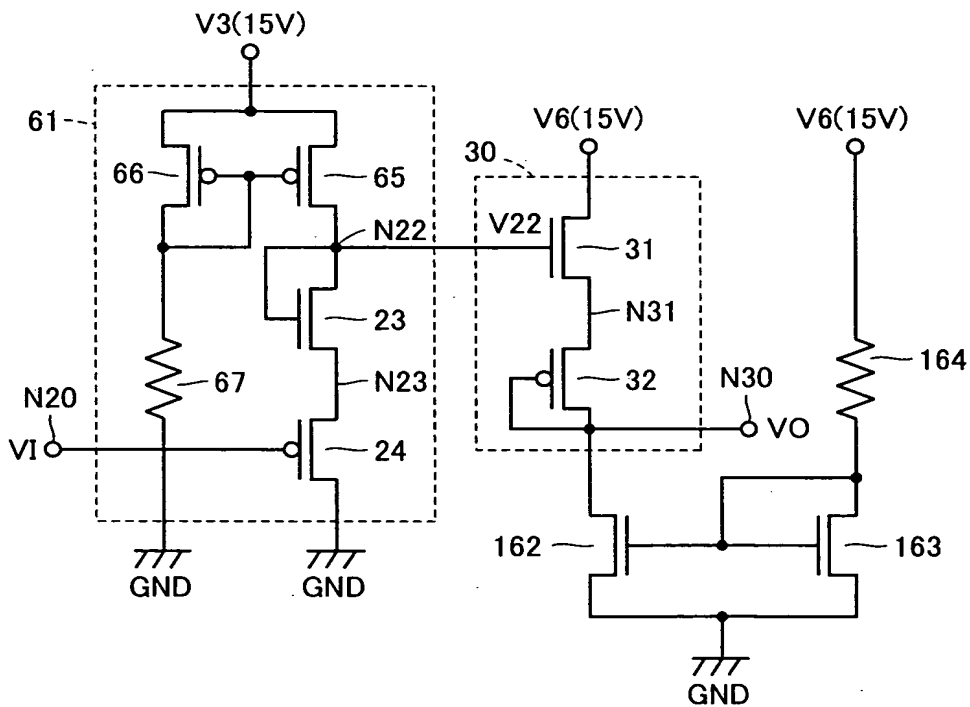 V3(15V)
61
66
65
N22
23
67
N23
N20
VI
24
GND
GND
V6(15V)
30
V22
31
N31
32
N30
VO
V6(15V)
164
162
163
GND